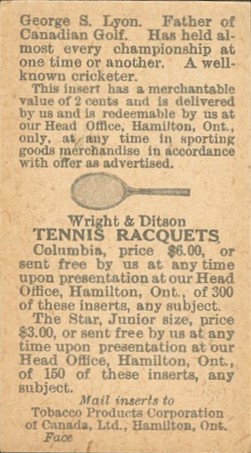 George S. Lyon. Father of
Canadian Golf. Has held al-
most every championship at
one time or another. A well-
known cricketer.
This insert has a merchantable
value of 2 cents and is delivered
by us and is redeemable by us at
our Head Office, Hamilton, Ont.,
only, at any time in sporting
goods merchandise in accordance
with offer as advertised.
Wright & Ditson
TENNIS RACQUETS
Columbia, price $6.00, or
sent free by us at any time
upon presentation at our Head
Office, Hamilton, Ont., of 300
of these inserts, any subject.
The Star, Junior size, price
$3.00, or sent free by us at any
time upon presentation at our
Head Office, Hamilton, Ont.,
of 150 of these inserts, any
subject.
Mail inserts to
Tobacco Products Corporation
of Canada, Ltd., Hamilton, Ont.
Face